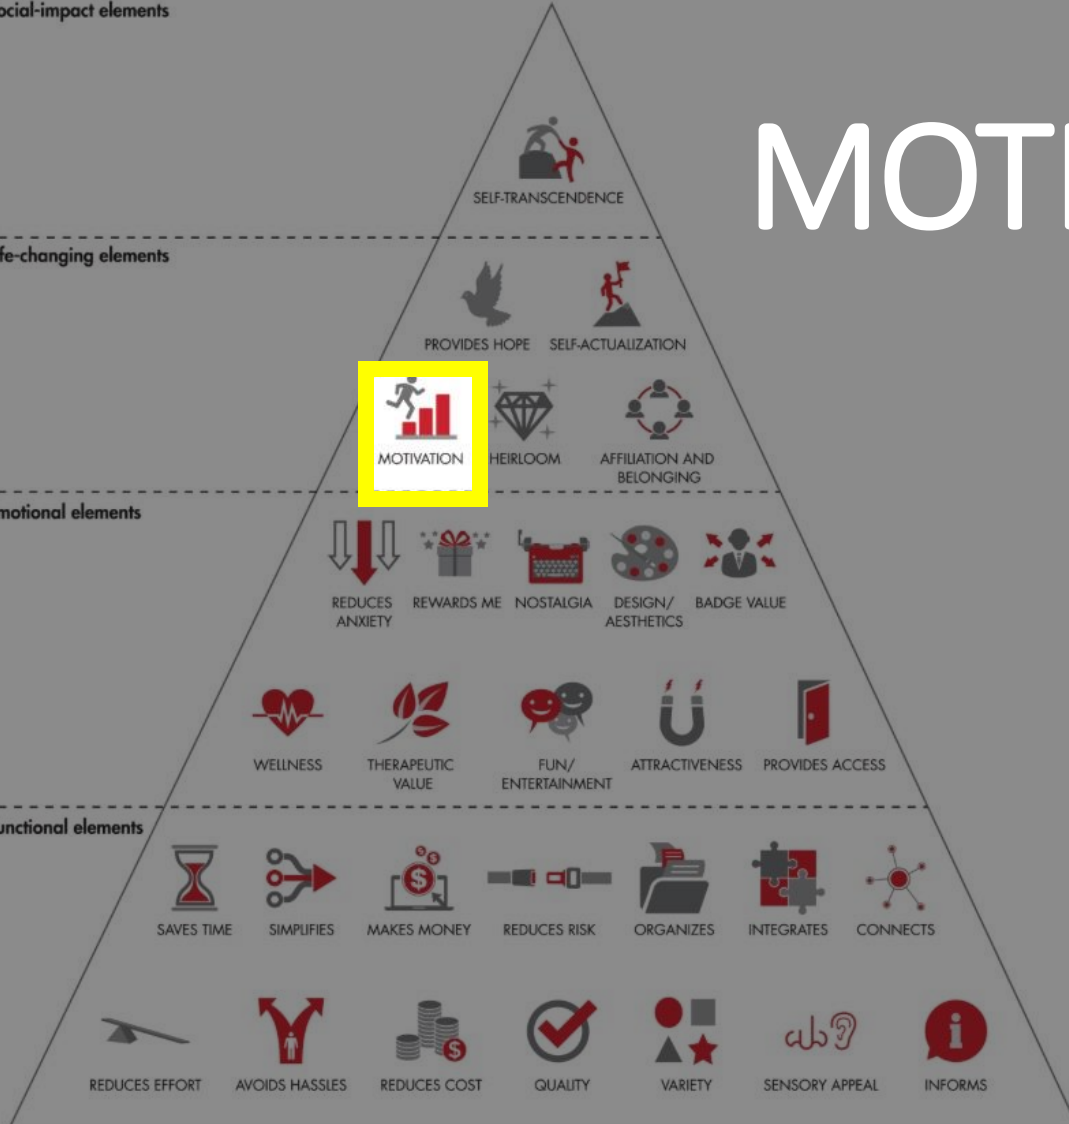 ocial-impact elements
MOTI
SELF-TRANSCENDENCE
fe-changing elements
PROVIDES HOPE SELF-ACTUALIZATION
MOTIVATION HEIRLOOM AFFILIATION AND
BELONGING
motional elements
REDUCES REWARDS ME NOSTALGIA DESIGN/ BADGE VALUE
ANXIETY AESTHETICS
WELLNESS THERAPEUTIC FUN/ ATTRACTIVENESS PROVIDES ACCESS
VALUE ENTERTAINMENT
unctional elements
SAVES TIME SIMPLIFIES MAKES MONEY REDUCES RISK ORGANIZES INTEGRATES CONNECTS
REDUCES EFFORT AVOIDS HASSLES REDUCES COST QUALITY VARIETY SENSORY APPEAL INFORMS